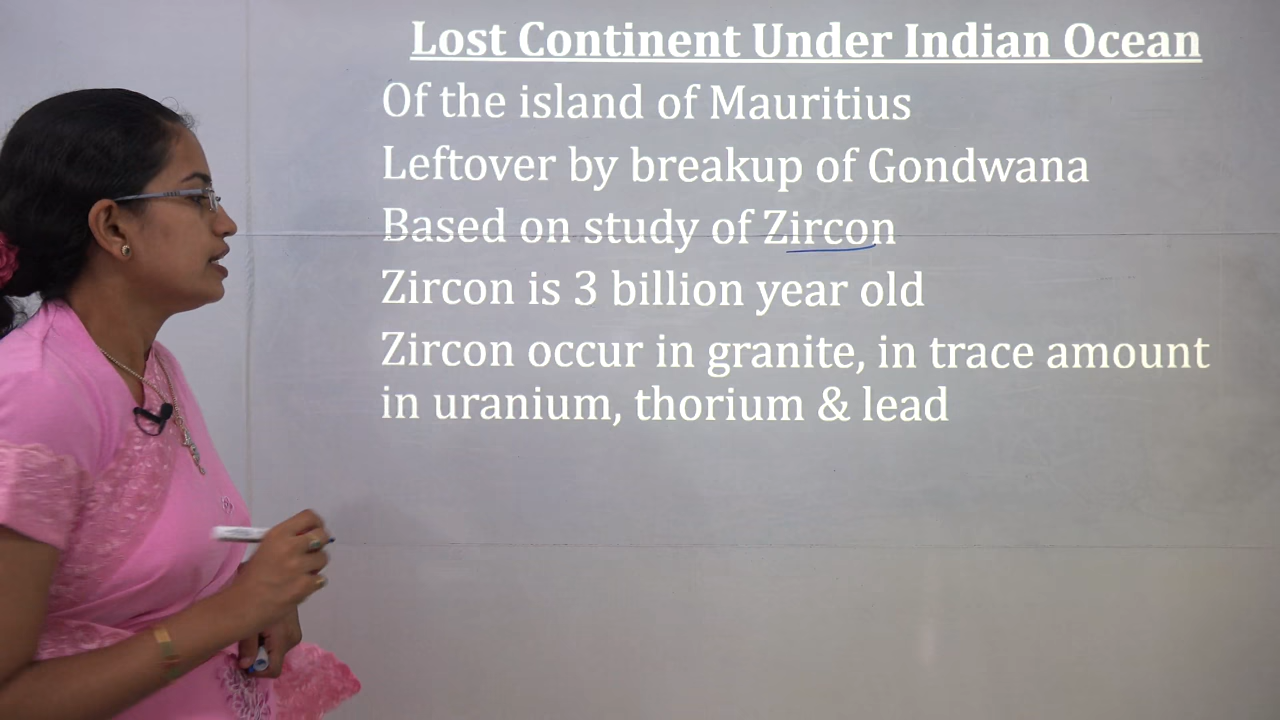 Lost Continent Under Indian Ocean
Of the island of Mauritius
Leftover by breakup of Gondwana
Based on study of Zircon
Zircon is 3 billion year old
Zircon occur in granite, in trace amount
in uranium, thorium & lead